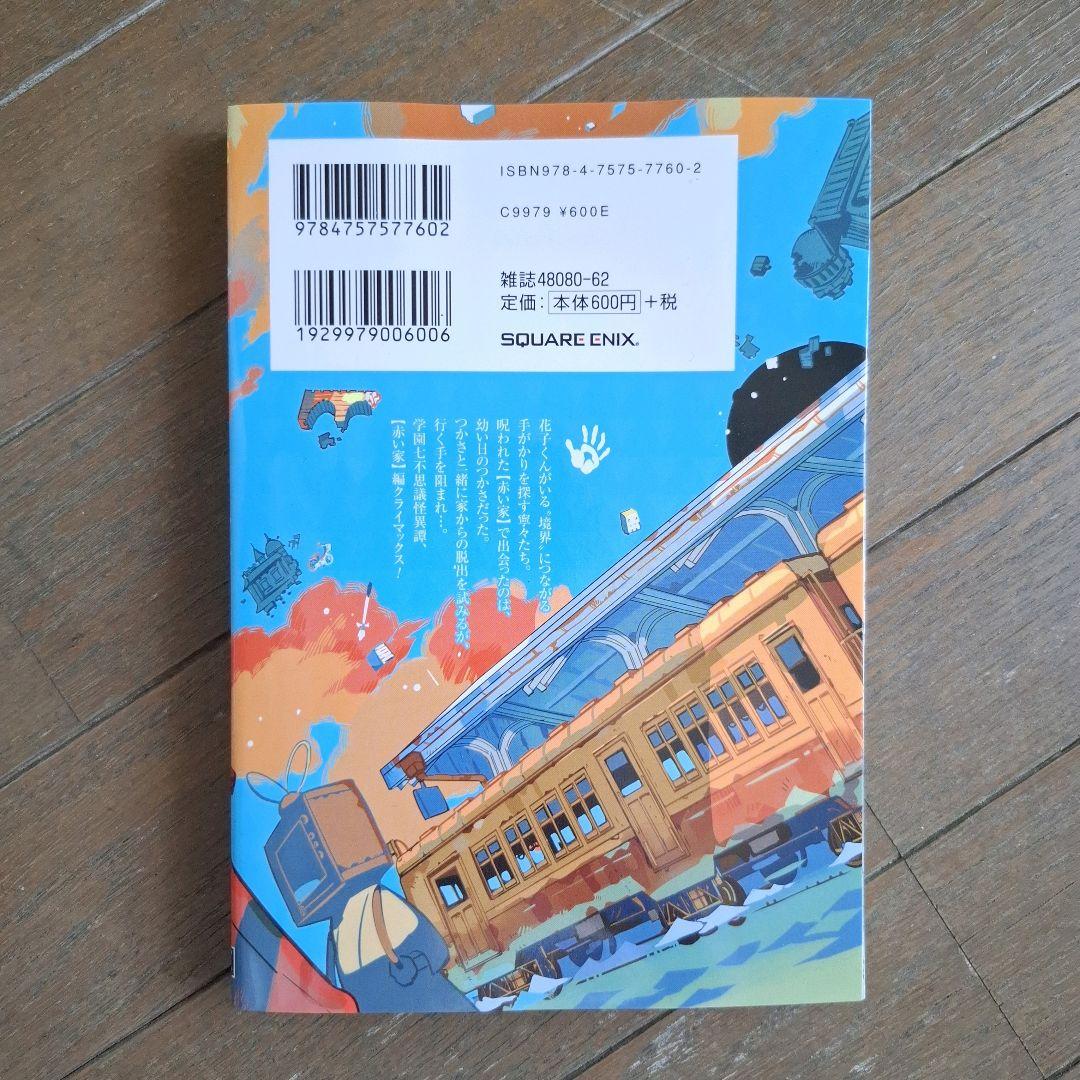 ISBN978-4-7575-7760-2
C9979 ¥600E
9784757577602
雑誌48080-62
定価：本体600円＋税
1929979006006
SQUARE ENIX®
花子くんがいる“境界”につながる
手がかりを探す寧々たち。
呪われた【赤い家】で出会ったのは、
幼い日のつかさだった。
つかさと一緒に家からの脱出を試みるが、
行く手を阻まれ…。
学園七不思議怪異譚、
【赤い家】編クライマックス！